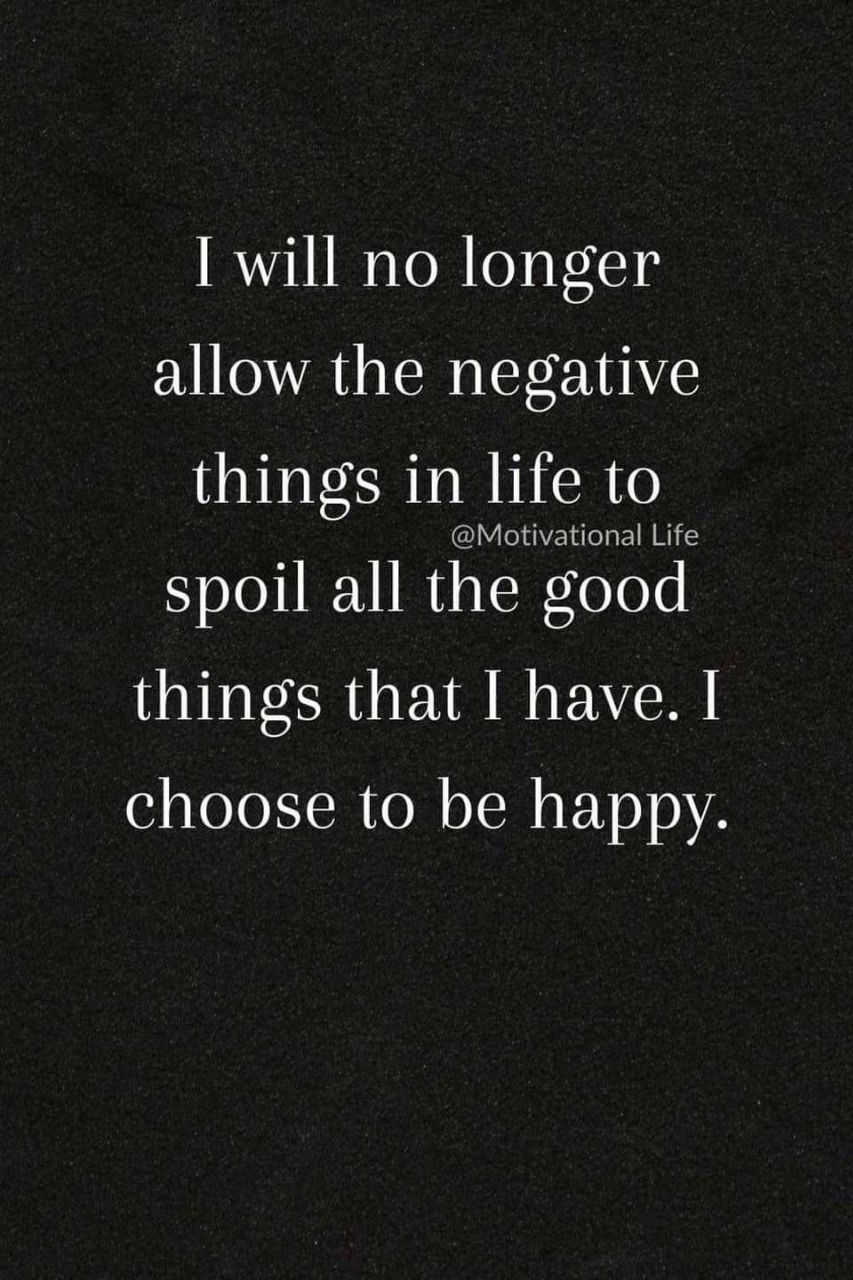 I will no longer
allow the negative
things in life to
@Motivational Life
spoil all the good
things that I have. I
choose to be happy.